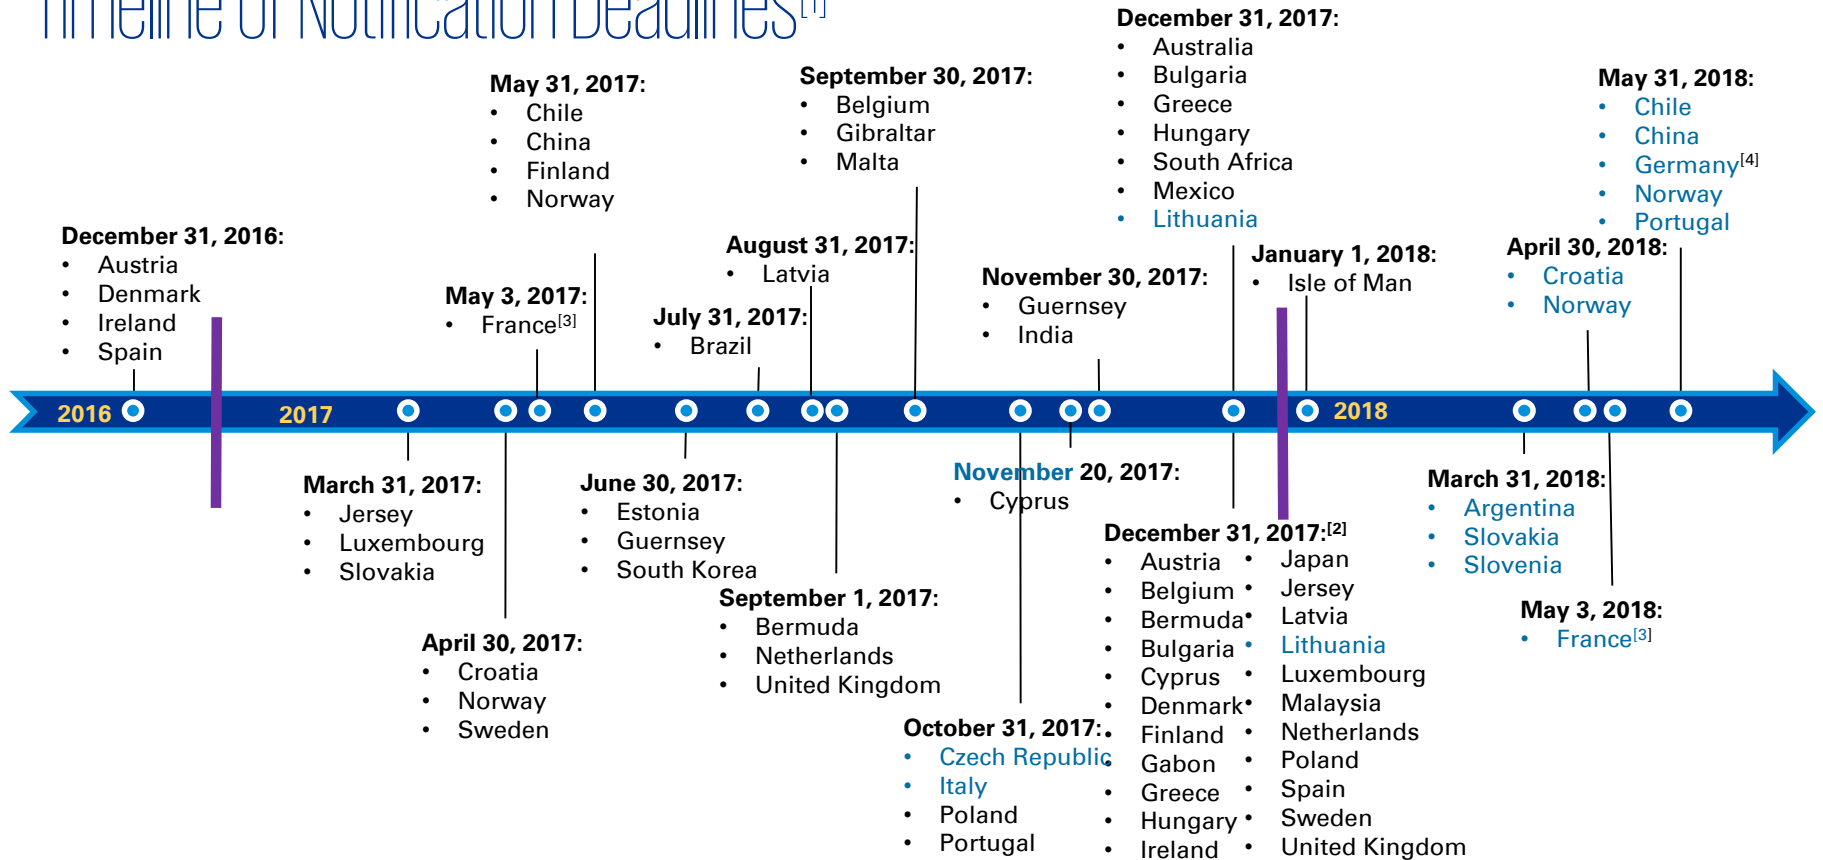 Timeline of Notification Deadlines[1]
December 31, 2016:
• Austria
• Denmark
• Ireland
• Spain
May 3, 2017:
• France[3]
May 31, 2017:
• Chile
• China
• Finland
• Norway
July 31, 2017:
• Brazil
August 31, 2017:
• Latvia
September 30, 2017:
• Belgium
• Gibraltar
• Malta
November 30, 2017:
• Guernsey
• India
December 31, 2017:
• Australia
• Bulgaria
• Greece
• Hungary
• South Africa
• Mexico
• Lithuania
January 1, 2018:
• Isle of Man
April 30, 2018:
• Croatia
• Norway
May 31, 2018:
• Chile
• China
• Germany[4]
• Norway
• Portugal
2016
2017
2018
March 31, 2017:
• Jersey
• Luxembourg
• Slovakia
April 30, 2017:
• Croatia
• Norway
• Sweden
June 30, 2017:
• Estonia
• Guernsey
• South Korea
September 1, 2017:
• Bermuda
• Netherlands
• United Kingdom
October 31, 2017:
• Czech Republic
• Italy
• Poland
• Portugal
November 20, 2017:
• Cyprus
December 31, 2017:[2]
• Austria
• Belgium
• Bermuda
• Bulgaria
• Cyprus
• Denmark
• Finland
• Gabon
• Greece
• Hungary
• Ireland
• Japan
• Jersey
• Latvia
• Lithuania
• Luxembourg
• Malaysia
• Netherlands
• Poland
• Spain
• Sweden
• United Kingdom
March 31, 2018:
• Argentina
• Slovakia
• Slovenia
May 3, 2018:
• France[3]